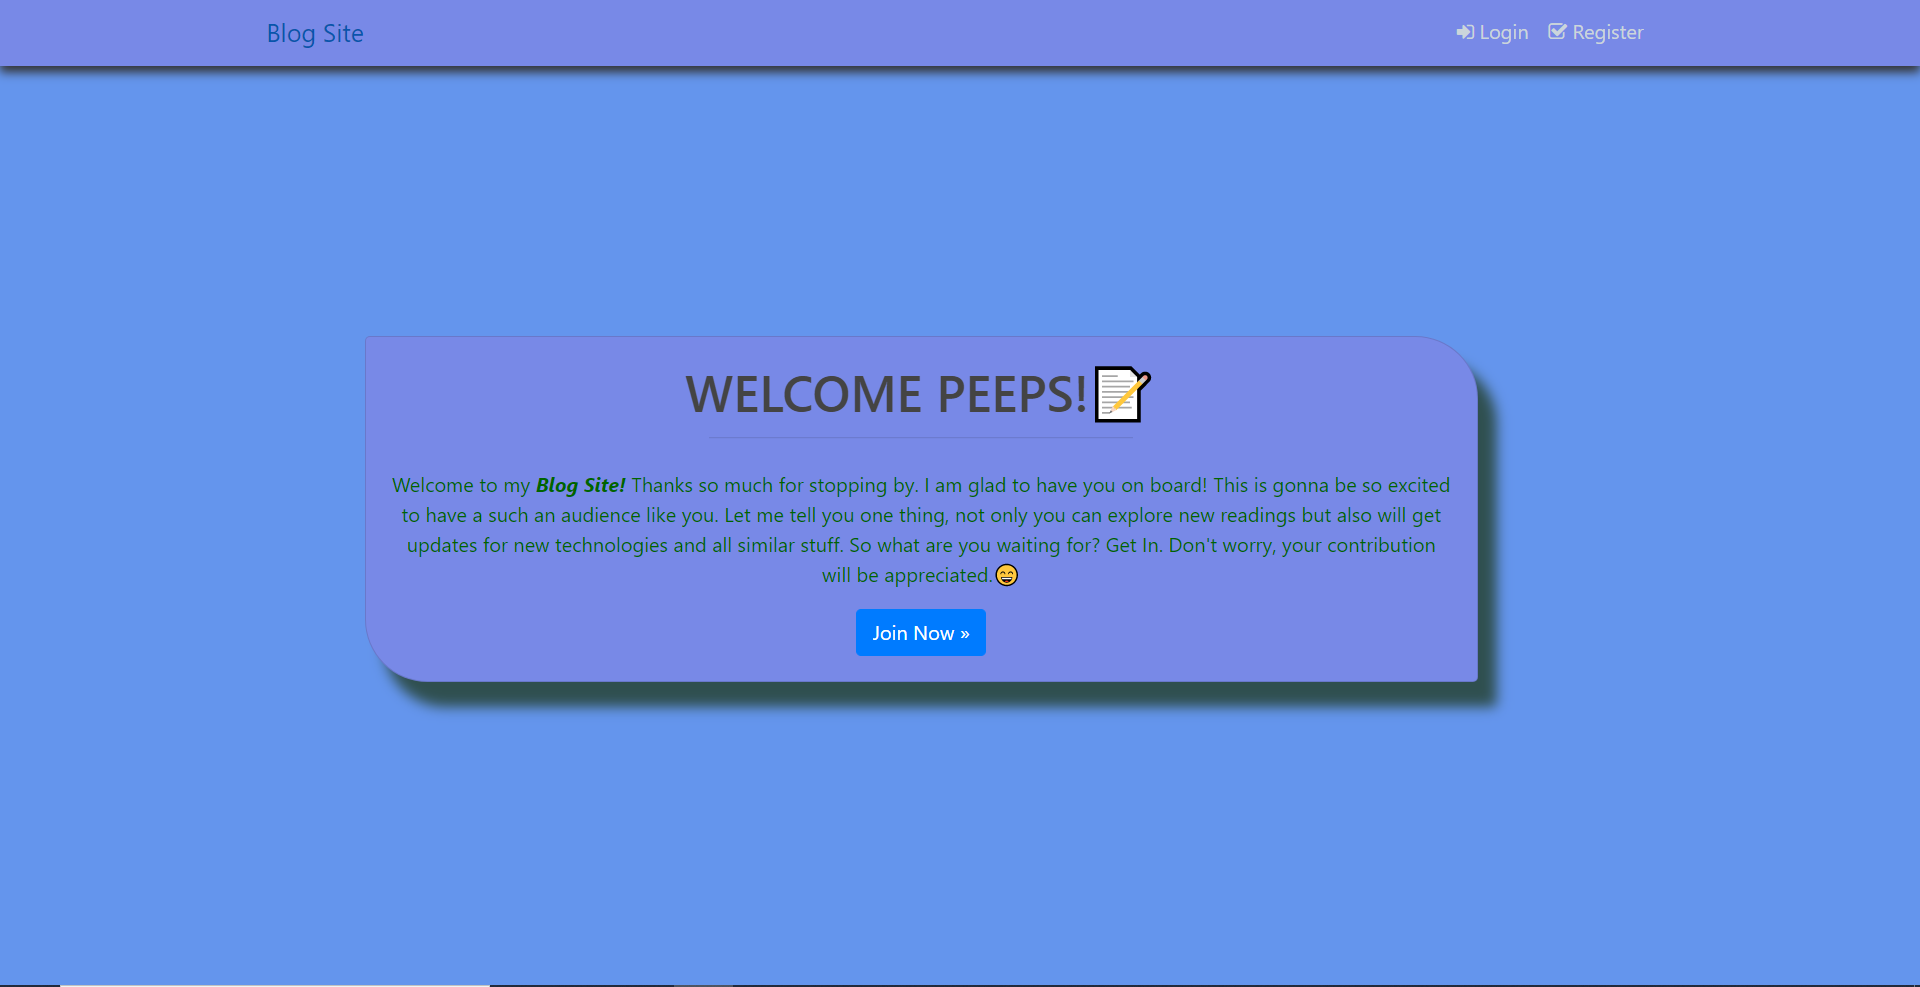 Blog Site
Login Register
WELCOME PEEPS!📝
Welcome to my Blog Site! Thanks so much for stopping by. I am glad to have you on board! This is gonna be so excited
to have a such an audience like you. Let me tell you one thing, not only you can explore new readings but also will get
updates for new technologies and all similar stuff. So what are you waiting for? Get In. Don't worry, your contribution
will be appreciated.😄
Join Now »